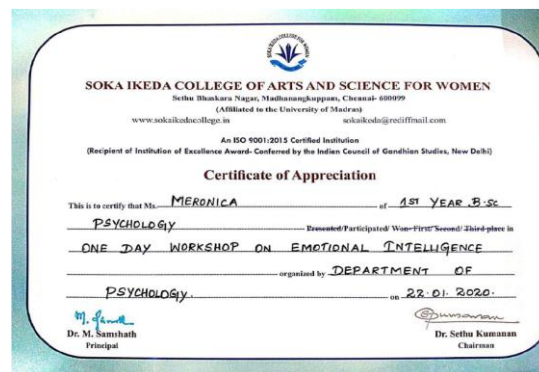 SOKA IKEDA COLLEGE OF ARTS AND SCIENCE FOR WOMEN
Sethu Bhaskara Nagar, Madhanangkuppam, Chennai- 600099
(Affiliated to the University of Madras)
www.sokaikedacollege.in sokaikeda@rediffmail.com
An ISO 9001:2015 Certified Institution
(Recipient of Institution of Excellence Award- Conferred by the Indian Council of Gandhian Studies, New Delhi)
Certificate of Appreciation
This is to certify that Ms. MERONICA of 1ST YEAR B.SC
PSYCHOLOGY Presented/Participated/ Won-First/ Second/ Third place in
ONE DAY WORKSHOP ON EMOTIONAL INTELLIGENCE
organized by DEPARTMENT OF
PSYCHOLOGY. on 22.01.2020.
Dr. M. Samshath Dr. Sethu Kumanan
Principal Chairman